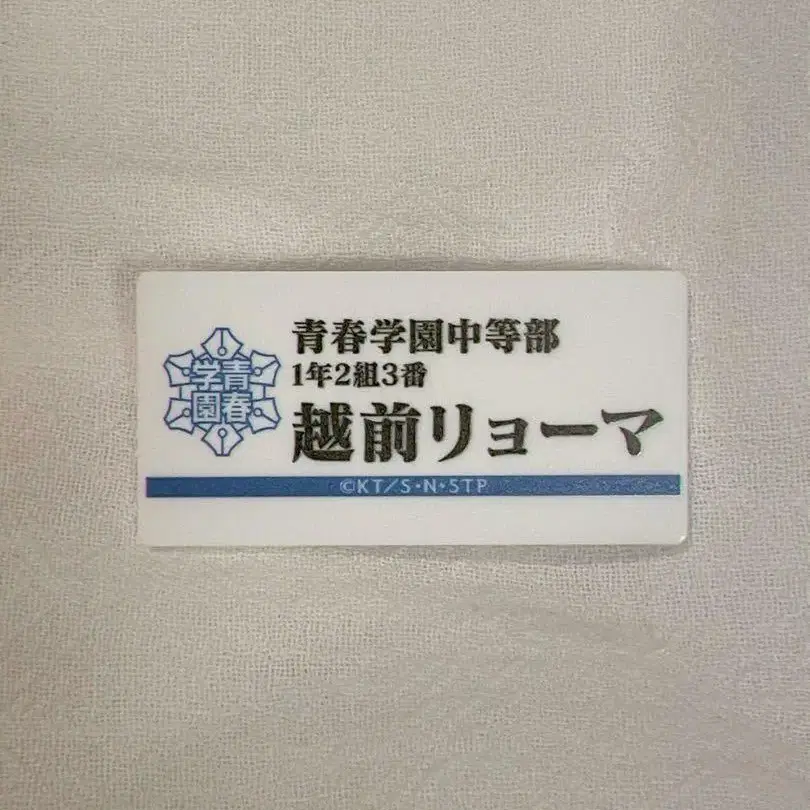 青春学園中等部
1年2組3番
越前リョーマ
青春
学園
©KT/S・N・STP